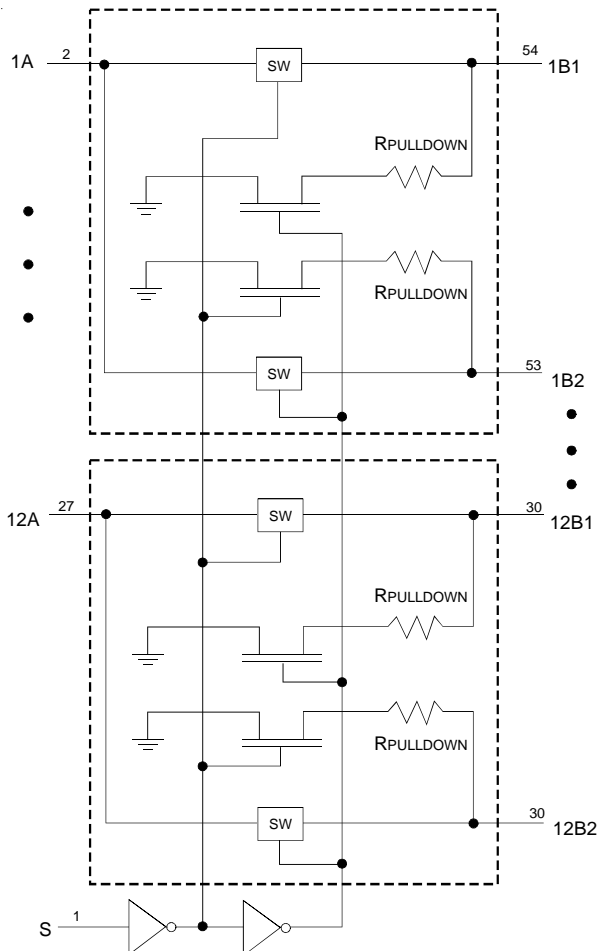 1A 2 SW 54 1B1
RPULLDOWN
RPULLDOWN
SW 53 1B2
12A 27 SW 30 12B1
RPULLDOWN
RPULLDOWN
SW 30 12B2
S 1